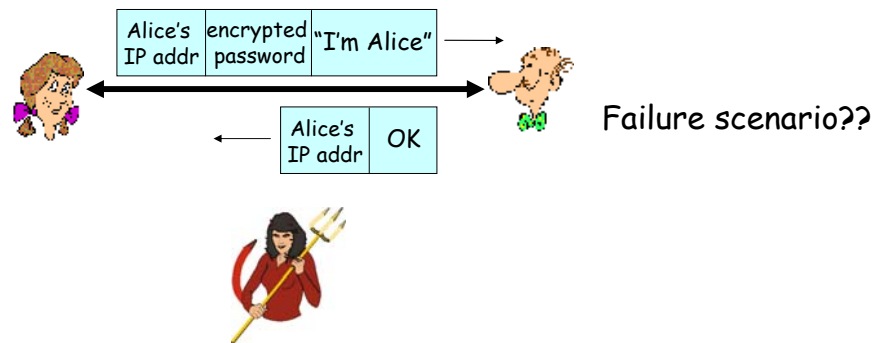 Alice's
IP addr
encrypted
password
"I'm Alice"
Failure scenario??
Alice's
IP addr
OK